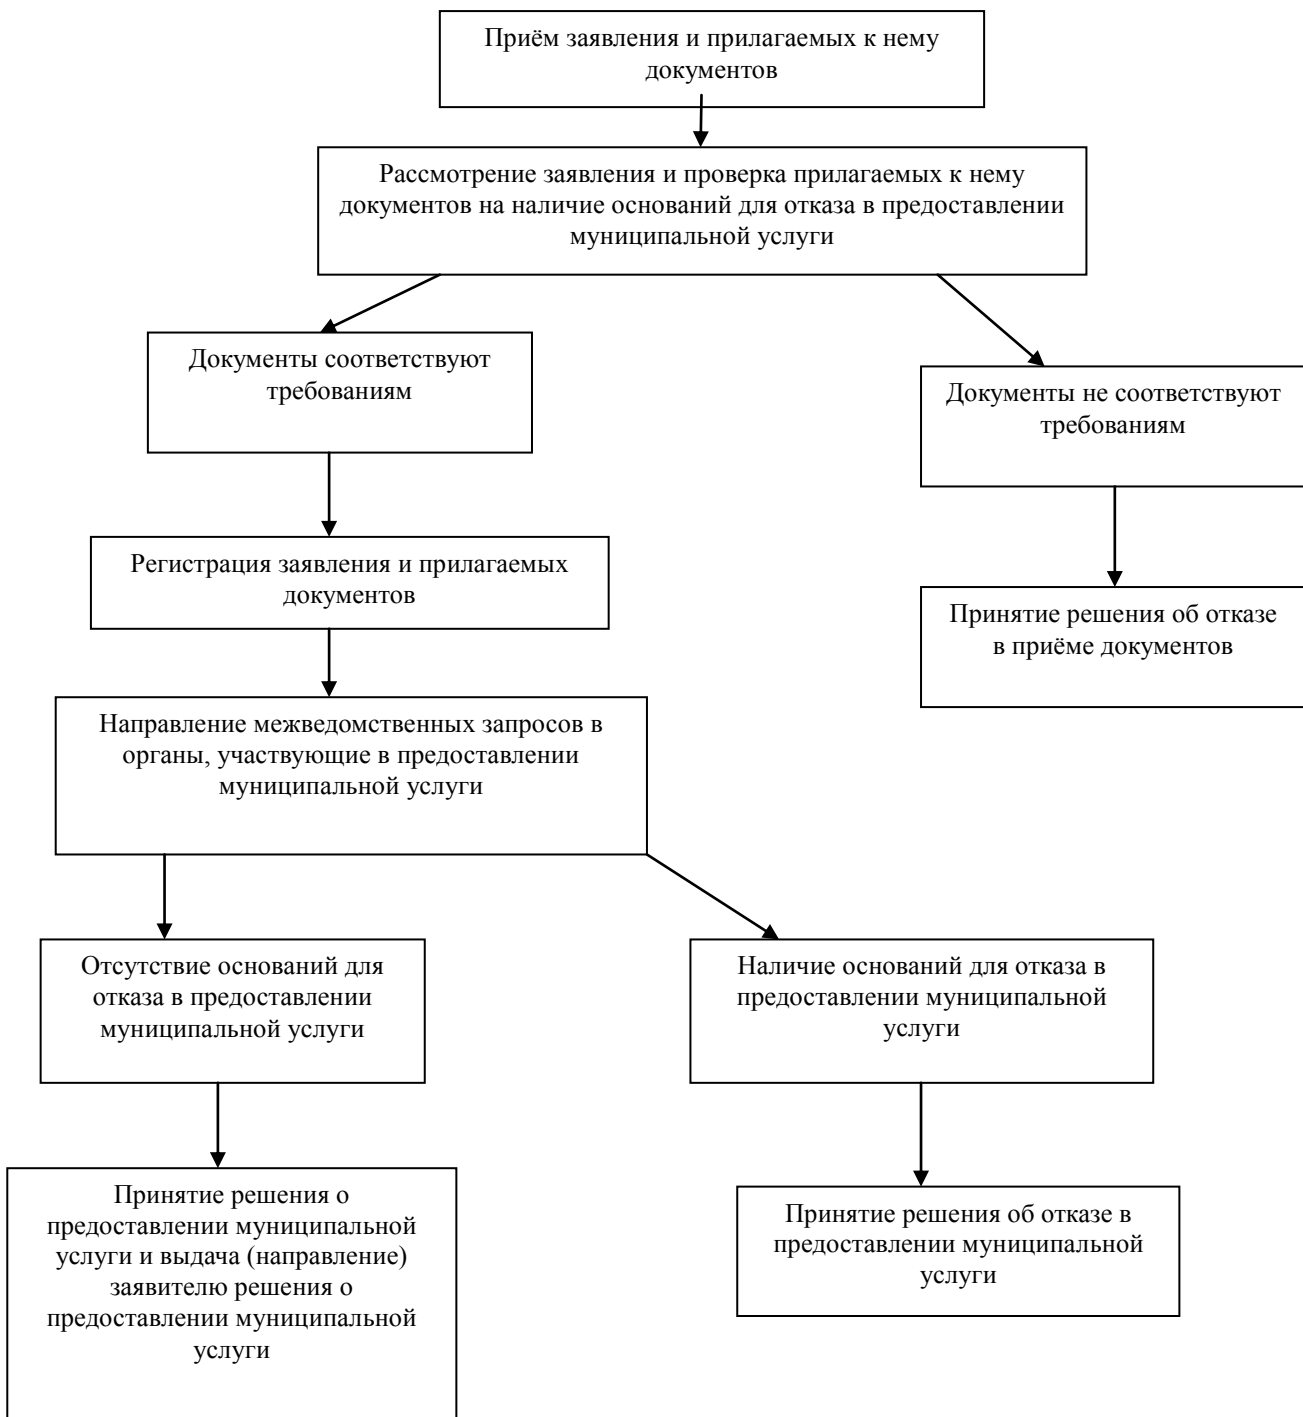 Приём заявления и прилагаемых к нему
документов
Рассмотрение заявления и проверка прилагаемых к нему
документов на наличие оснований для отказа в предоставлении
муниципальной услуги
Документы соответствуют
требованиям
Документы не соответствуют
требованиям
Регистрация заявления и прилагаемых
документов
Принятие решения об отказе
в приёме документов
Направление межведомственных запросов в
органы, участвующие в предоставлении
муниципальной услуги
Отсутствие оснований для
отказа в предоставлении
муниципальной услуги
Наличие оснований для отказа в
предоставлении муниципальной
услуги
Принятие решения о
предоставлении муниципальной
услуги и выдача (направление)
заявителю решения о
предоставлении муниципальной
услуги
Принятие решения об отказе в
предоставлении муниципальной
услуги